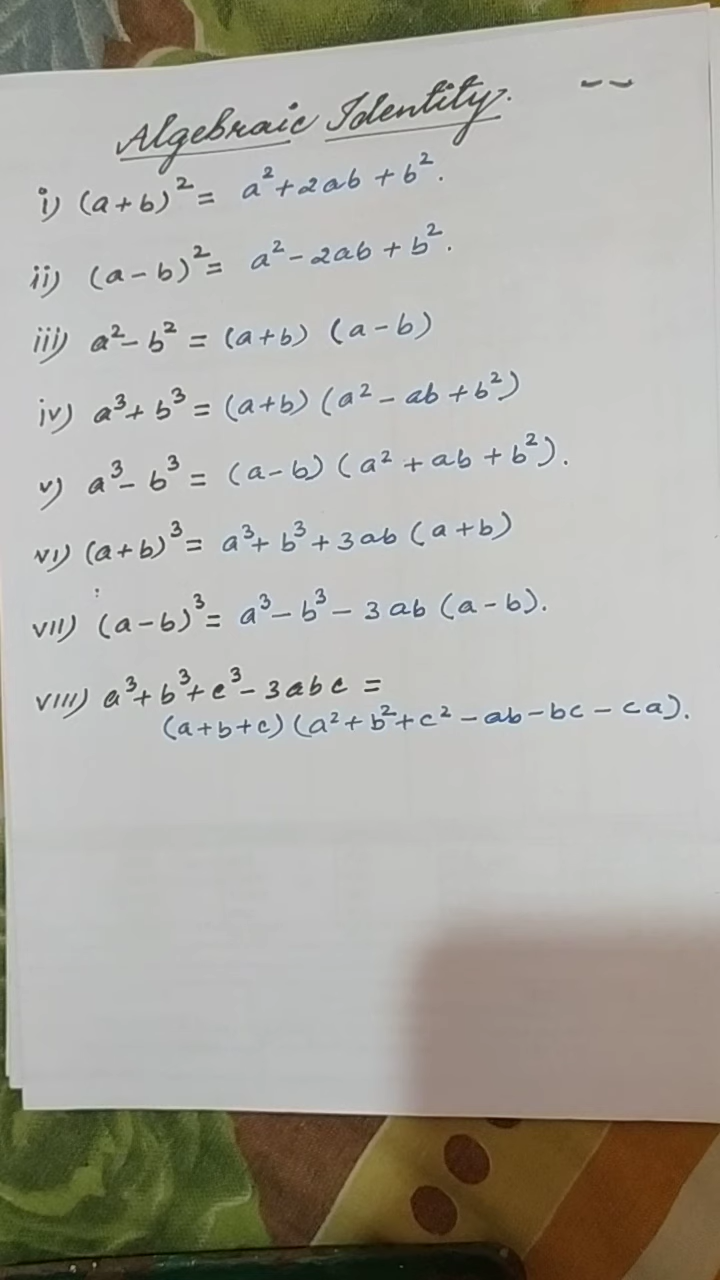 Algebraic Identity.
i) (a+b)² = a²+2ab+b².
ii) (a-b)² = a²-2ab+b².
iii) a²-b² = (a+b) (a-b)
iv) a³+b³ = (a+b) (a²-ab+b²)
v) a³-b³ = (a-b) (a²+ab+b²).
vi) (a+b)³ = a³+b³+3ab (a+b)
vii) (a-b)³ = a³-b³-3ab (a-b).
viii) a³+b³+c³-3abc =
(a+b+c) (a²+b²+c²-ab-bc-ca).